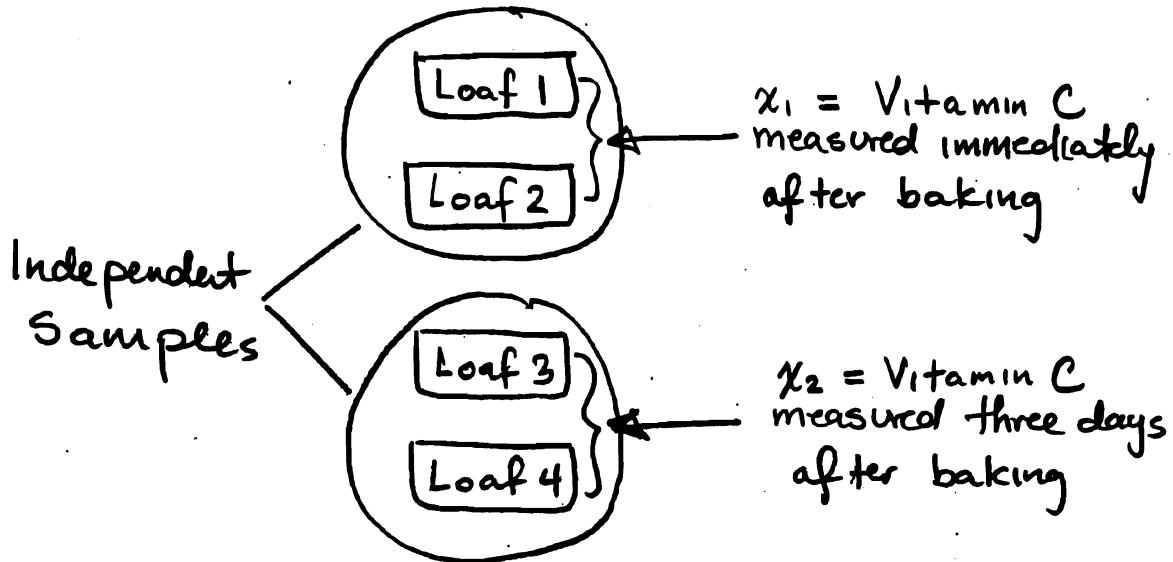 Loaf 1
Loaf 2
x₁ = Vitamin C
measured immediately
after baking
Independent
Samples
Loaf 3
Loaf 4
x₂ = Vitamin C
measured three days
after baking